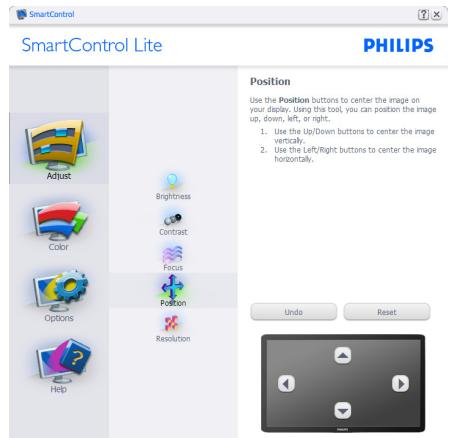 SmartControl
? x
SmartControl Lite
PHILIPS
Adjust
Color
Options
Help
Brightness
Contrast
Focus
Position
Resolution
Position
Use the Position buttons to center the image on
your display. Using this tool, you can position the image
up, down, left, or right.
1. Use the Up/Down buttons to center the image
vertically.
2. Use the Left/Right buttons to center the image
horizontally.
Undo
Reset
PHILIPS